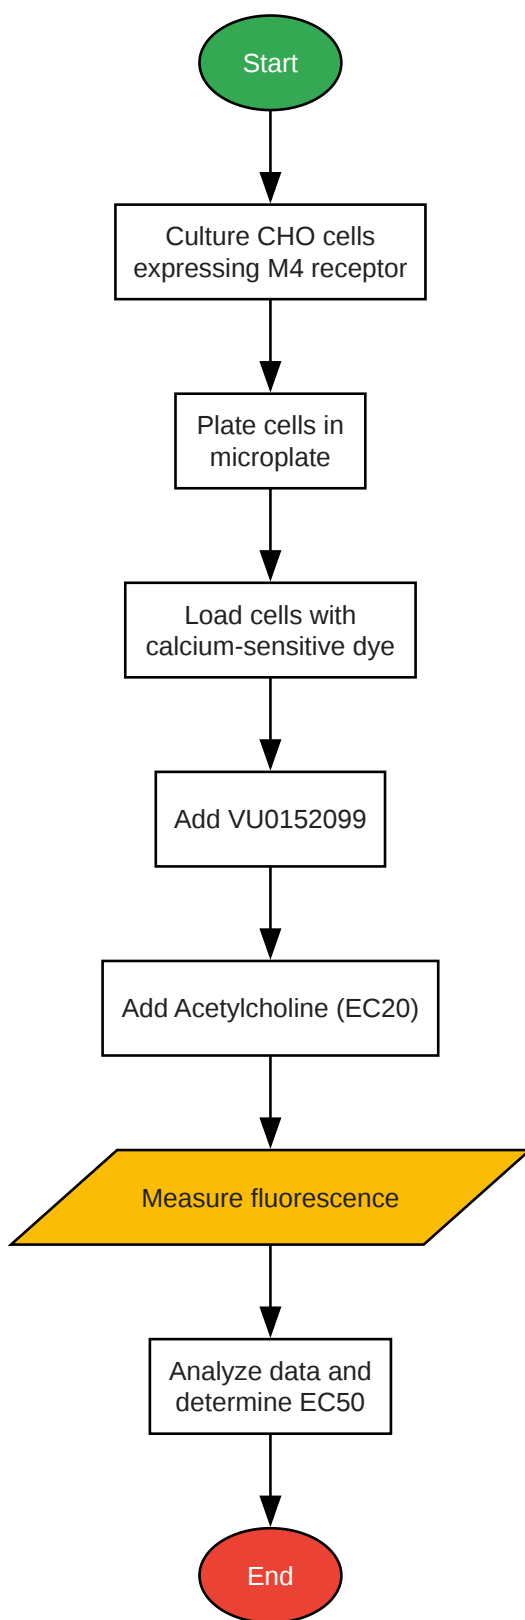 Start
Culture CHO cells
expressing M4 receptor
Plate cells in
microplate
Load cells with
calcium-sensitive dye
Add VU0152099
Add Acetylcholine (EC20)
Measure fluorescence
Analyze data and
determine EC50
End